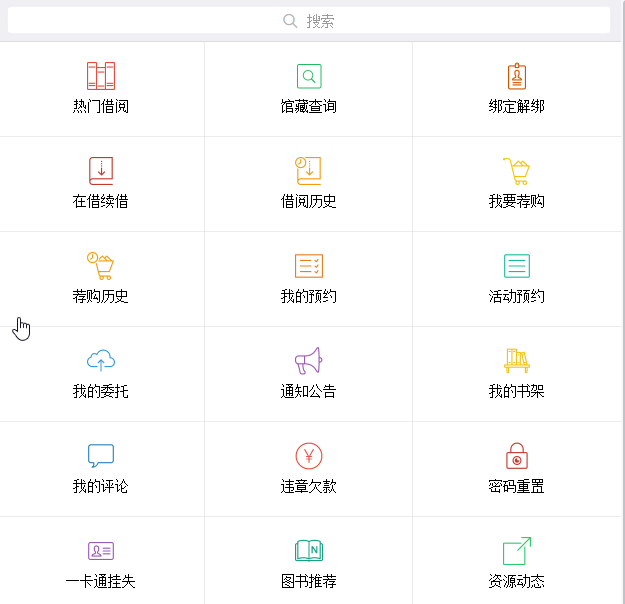 搜索
热门借阅
馆藏查询
绑定解绑
在借续借
借阅历史
我要荐购
荐购历史
我的预约
活动预约
我的委托
通知公告
我的书架
我的评论
¥
违章欠款
密码重置
N
一卡通挂失
图书推荐
资源动态